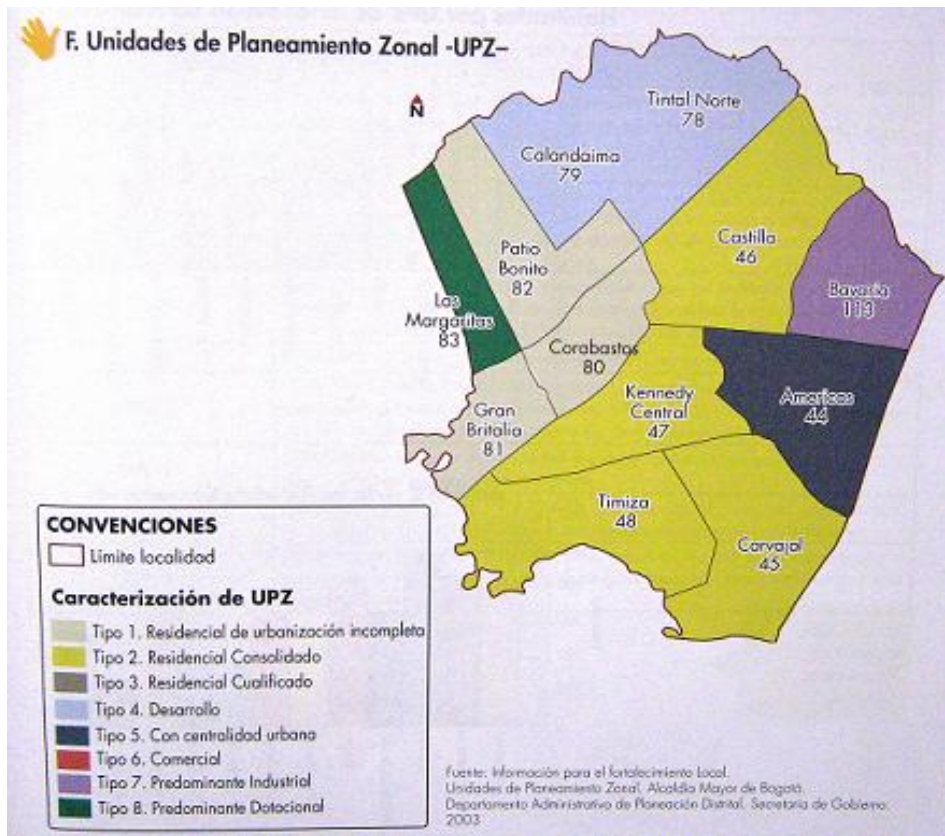 F. Unidades de Planeamiento Zonal -UPZ–
N
Tintal Norte
78
Calandaima
79
Castilla
46
Patio
Bonito
82
Bavaria
113
Las
Margaritas
83
Corabastos
80
Kennedy
Central
47
Americas
44
Gran
Britalia
81
Timiza
48
Carvajal
45
CONVENCIONES
Limite localidad
Caracterización de UPZ
Tipo 1. Residencial de urbanización incompleta
Tipo 2. Residencial Consolidado
Tipo 3. Residencial Cualificado
Tipo 4. Desarrollo
Tipo 5. Con centralidad urbana
Tipo 6. Comercial
Tipo 7. Predominante Industrial
Tipo 8. Predominante Dotacional
Fuente: Información para el fortalecimiento Local.
Unidades de Planeamiento Zonal. Alcaldía Mayor de Bogotá.
Departamento Administrativo de Planeación Distrital. Secretaria de Gobierno.
2003